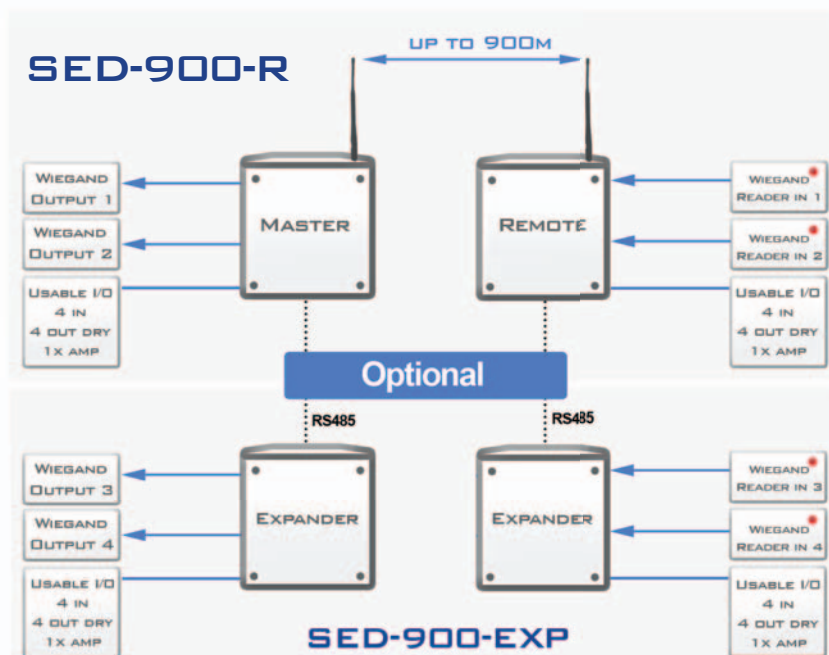 SED-900-R
UP TO 900M
WIEGAND
OUTPUT 1
WIEGAND
OUTPUT 2
USABLE I/O
4 IN
4 OUT DRY
1X AMP
MASTER
REMOTE
WIEGAND
READER IN 1
WIEGAND
READER IN 2
USABLE I/O
4 IN
4 OUT DRY
1X AMP
Optional
RS485
RS485
WIEGAND
OUTPUT 3
WIEGAND
OUTPUT 4
USABLE I/O
4 IN
4 OUT DRY
1X AMP
EXPANDER
EXPANDER
WIEGAND
READER IN 3
WIEGAND
READER IN 4
USABLE I/O
4 IN
4 OUT DRY
1X AMP
SED-900-EXP